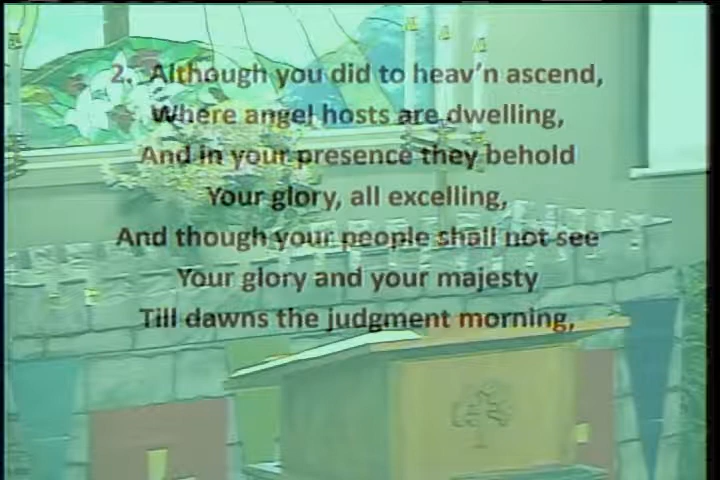 2. Although you did to heav'n ascend,
Where angel hosts are dwelling,
And in your presence they behold
Your glory, all excelling,
And though your people shall not see
Your glory and your majesty
Till dawns the judgment morning,